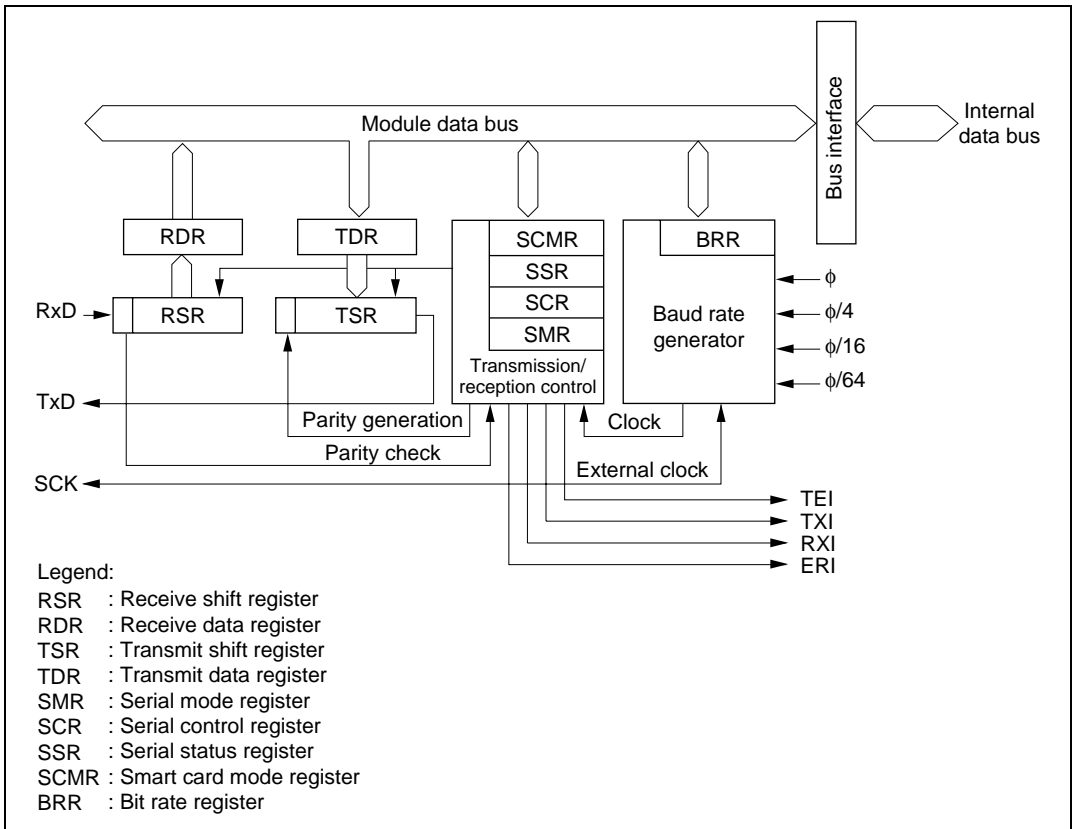 Bus interface
Internal
data bus
Module data bus
RDR
TDR
SCMR
BRR
SSR
SCR
SMR
RxD
RSR
TSR
Baud rate
generator
Transmission/
reception control
ϕ
ϕ/4
ϕ/16
ϕ/64
TxD
Parity generation
Clock
Parity check
External clock
SCK
TEI
TXI
RXI
ERI
Legend:
RSR : Receive shift register
RDR : Receive data register
TSR : Transmit shift register
TDR : Transmit data register
SMR : Serial mode register
SCR : Serial control register
SSR : Serial status register
SCMR : Smart card mode register
BRR : Bit rate register